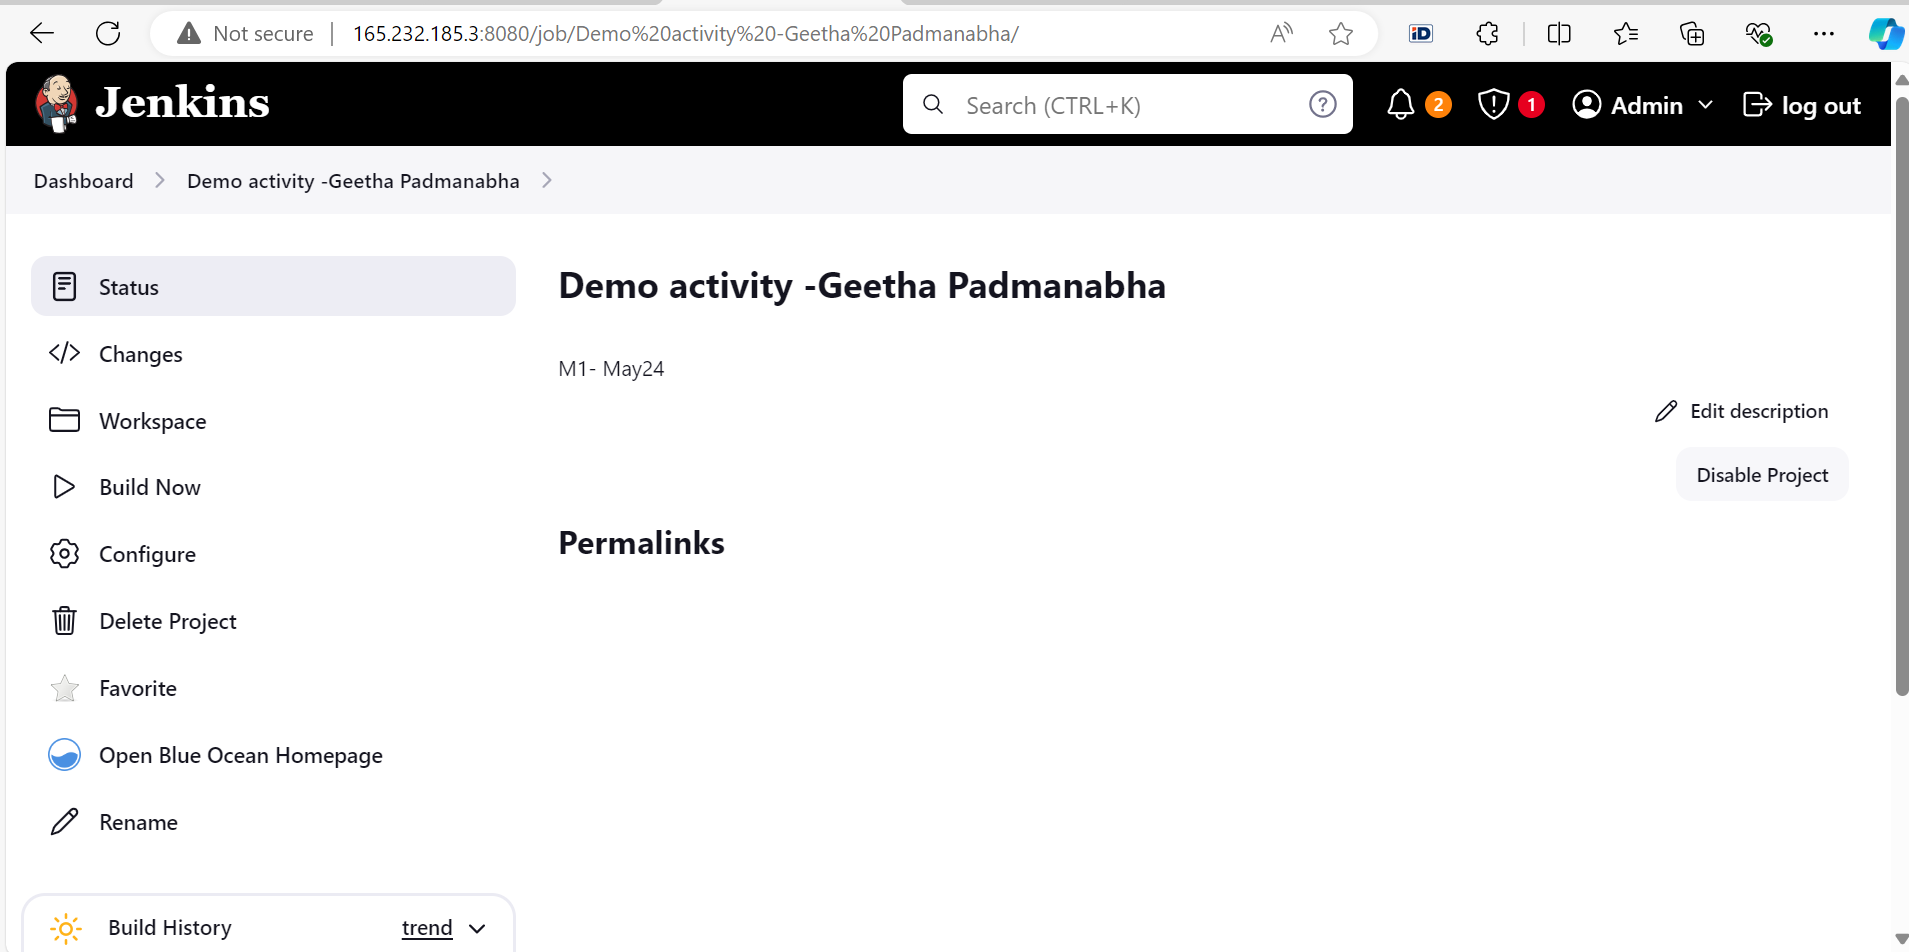 Not secure 165.232.185.3:8080/job/Demo%20activity%20-Geetha%20Padmanabha/ A iD
Jenkins Search (CTRL+K) ? 2 1 Admin log out
Dashboard Demo activity -Geetha Padmanabha
Status
Changes
Workspace
Build Now
Configure
Delete Project
Favorite
Open Blue Ocean Homepage
Rename
Build History trend
Demo activity -Geetha Padmanabha
M1- May24
Edit description
Disable Project
Permalinks